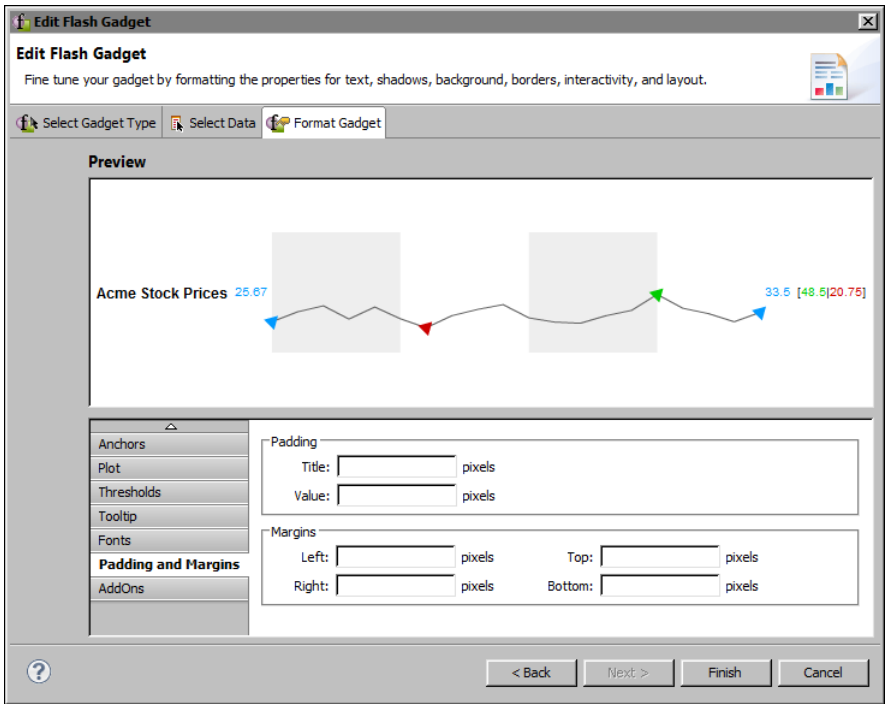 Edit Flash Gadget
Edit Flash Gadget
Fine tune your gadget by formatting the properties for text, shadows, background, borders, interactivity, and layout.
Select Gadget Type Select Data Format Gadget
Preview
Acme Stock Prices 25.67 33.5 [48.5|20.75]
Anchors
Plot
Thresholds
Tooltip
Fonts
Padding and Margins
AddOns
Padding
Title: pixels
Value: pixels
Margins
Left: pixels Top: pixels
Right: pixels Bottom: pixels
? < Back Next > Finish Cancel